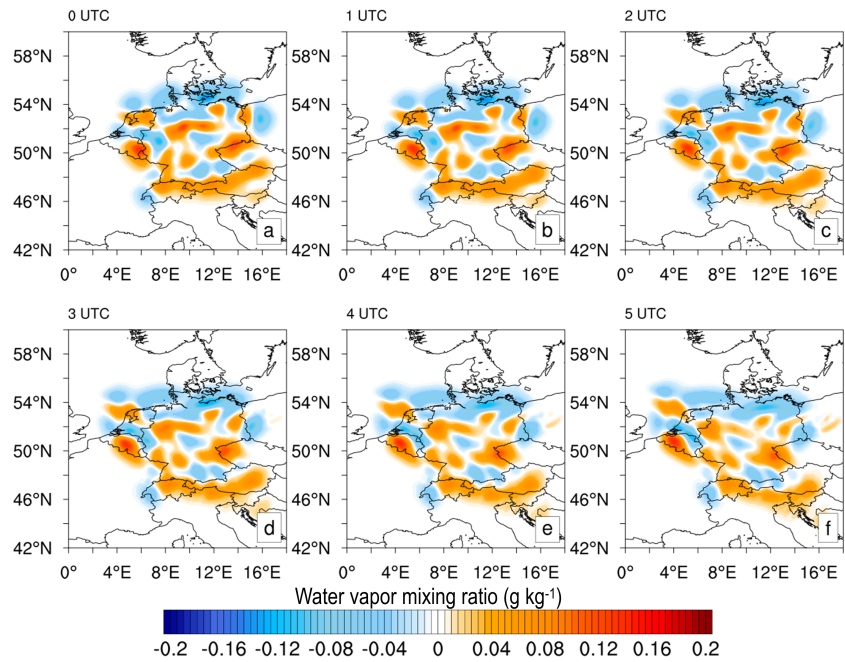 0 UTC 1 UTC 2 UTC
58°N 58°N 58°N
54°N 54°N 54°N
50°N 50°N 50°N
46°N 46°N 46°N
a b c
42°N 42°N 42°N
0° 4°E 8°E 12°E 16°E 0° 4°E 8°E 12°E 16°E 0° 4°E 8°E 12°E 16°E
3 UTC 4 UTC 5 UTC
58°N 58°N 58°N
54°N 54°N 54°N
50°N 50°N 50°N
46°N 46°N 46°N
d e f
42°N 42°N 42°N
0° 4°E 8°E 12°E 16°E 0° 4°E 8°E 12°E 16°E 0° 4°E 8°E 12°E 16°E
Water vapor mixing ratio (g kg⁻¹)
-0.2 -0.16 -0.12 -0.08 -0.04 0 0.04 0.08 0.12 0.16 0.2